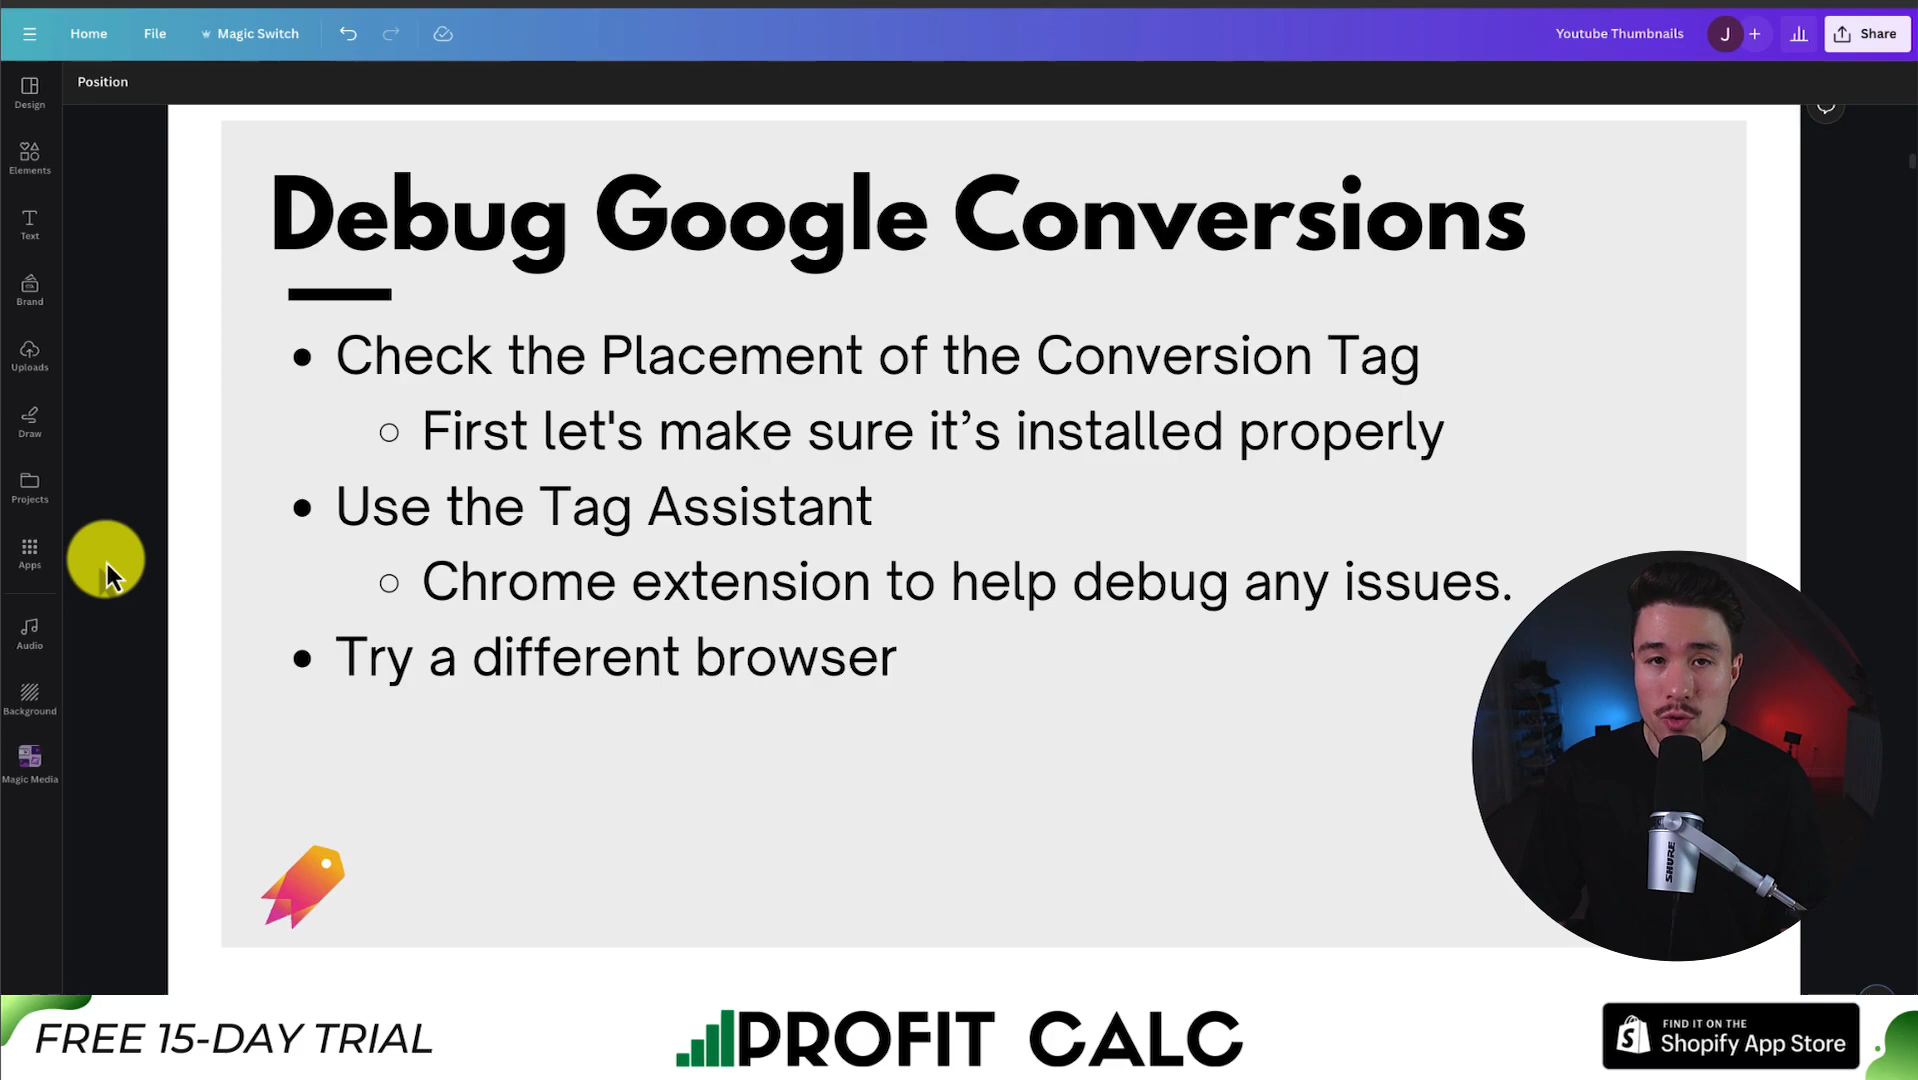 Home File Magic Switch Youtube Thumbnails J + Share
Position
Design
Elements
Text
Brand
Uploads
Draw
Projects
Apps
Audio
Background
Magic Media
Debug Google Conversions
• Check the Placement of the Conversion Tag
○ First let's make sure it’s installed properly
• Use the Tag Assistant
○ Chrome extension to help debug any issues.
• Try a different browser
SHURE
FREE 15-DAY TRIAL
PROFIT CALC
FIND IT ON THE
Shopify App Store